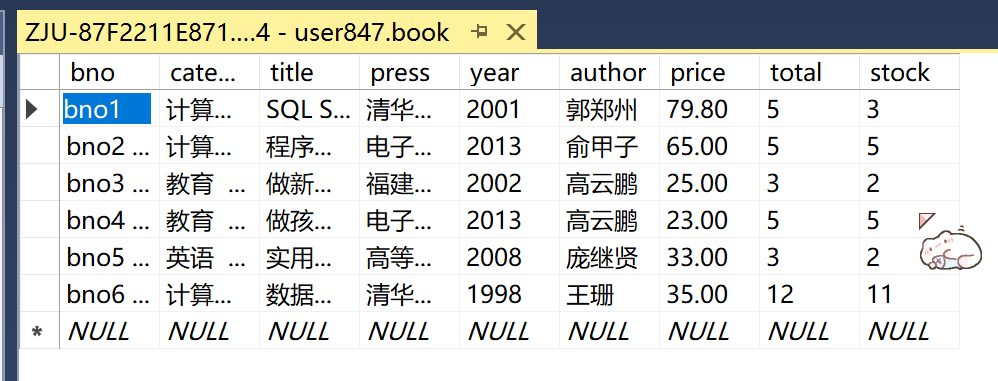 ZJU-87F2211E871....4 - user847.book
bno cate... title press year author price total stock
bno1 计算... SQL S... 清华... 2001 郭郑州 79.80 5 3
bno2 ... 计算... 程序... 电子... 2013 俞甲子 65.00 5 5
bno3 ... 教育 ... 做新... 福建... 2002 高云鹏 25.00 3 2
bno4 ... 教育 ... 做孩... 电子... 2013 高云鹏 23.00 5 5
bno5 ... 英语 ... 实用... 高等... 2008 庞继贤 33.00 3 2
bno6 ... 计算... 数据... 清华... 1998 王珊 35.00 12 11
* NULL NULL NULL NULL NULL NULL NULL NULL NULL